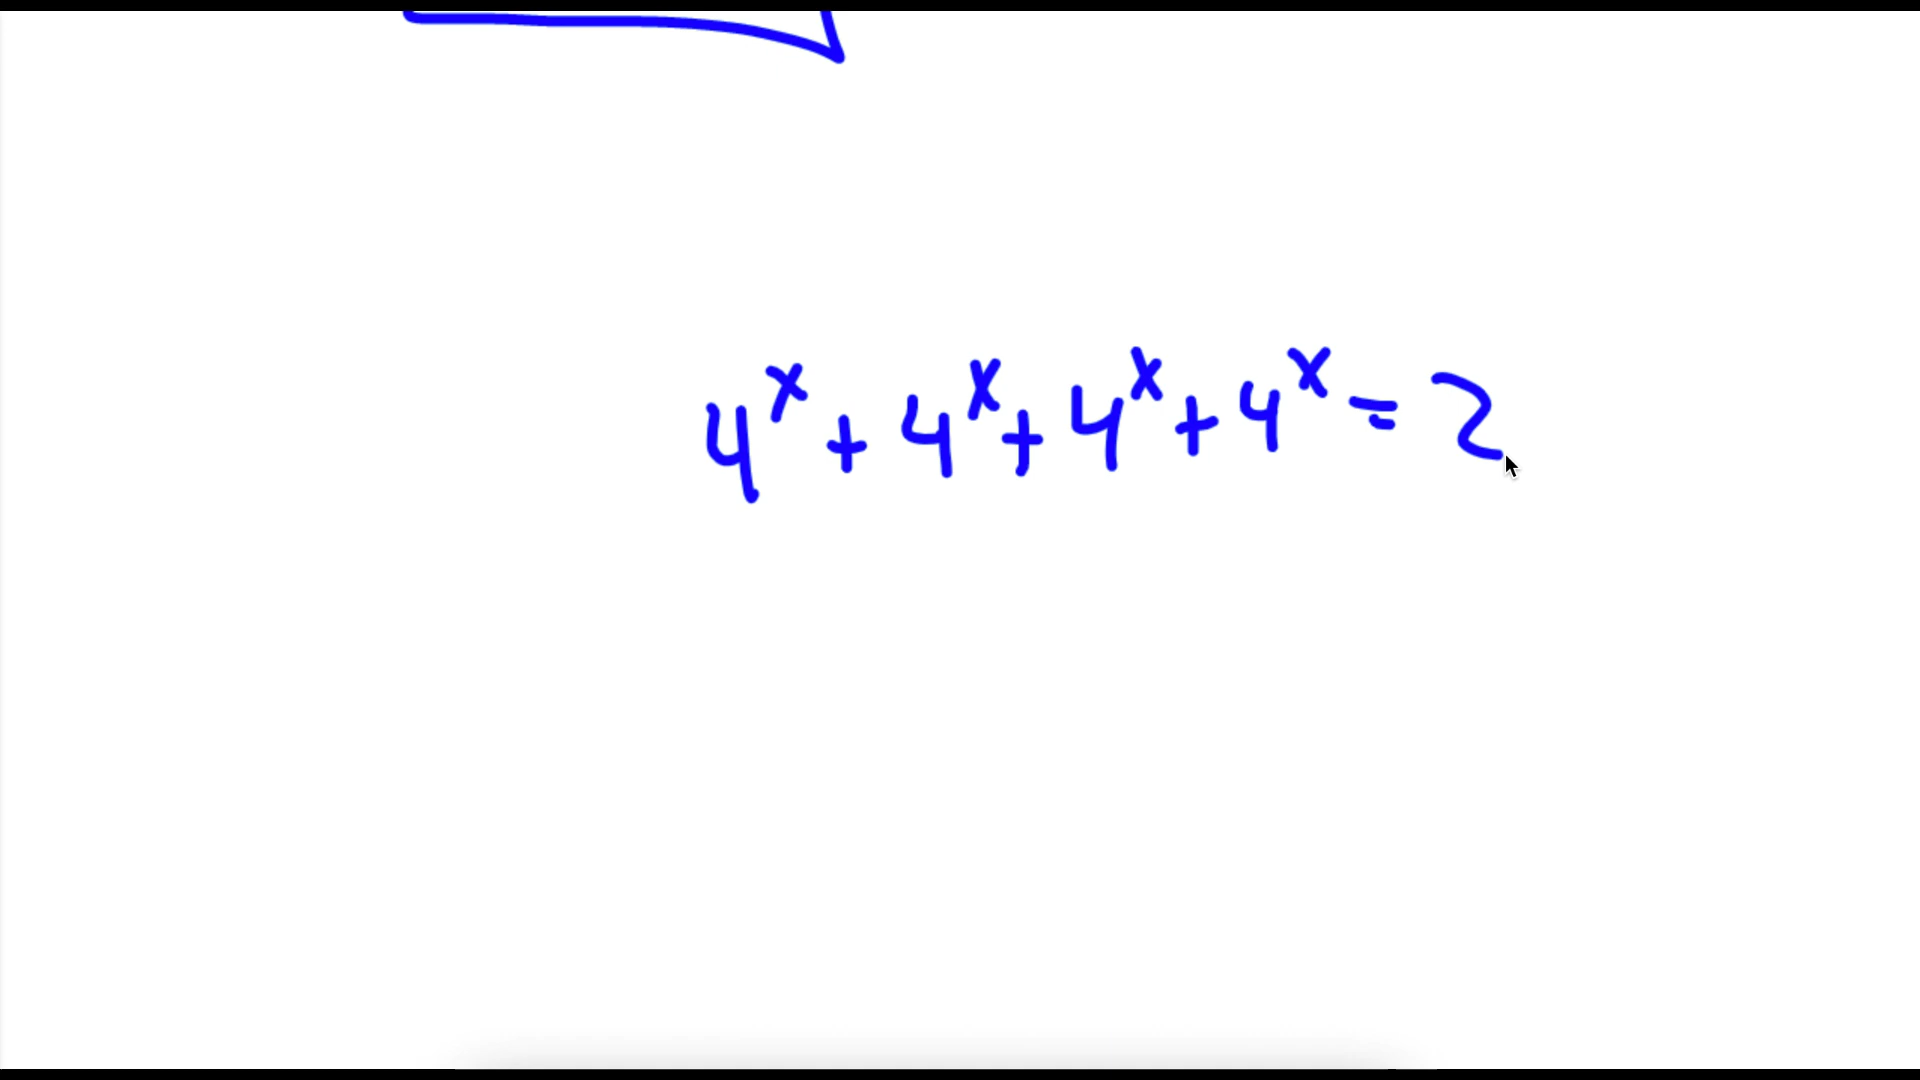 4^x + 4^x + 4^x + 4^x = 2